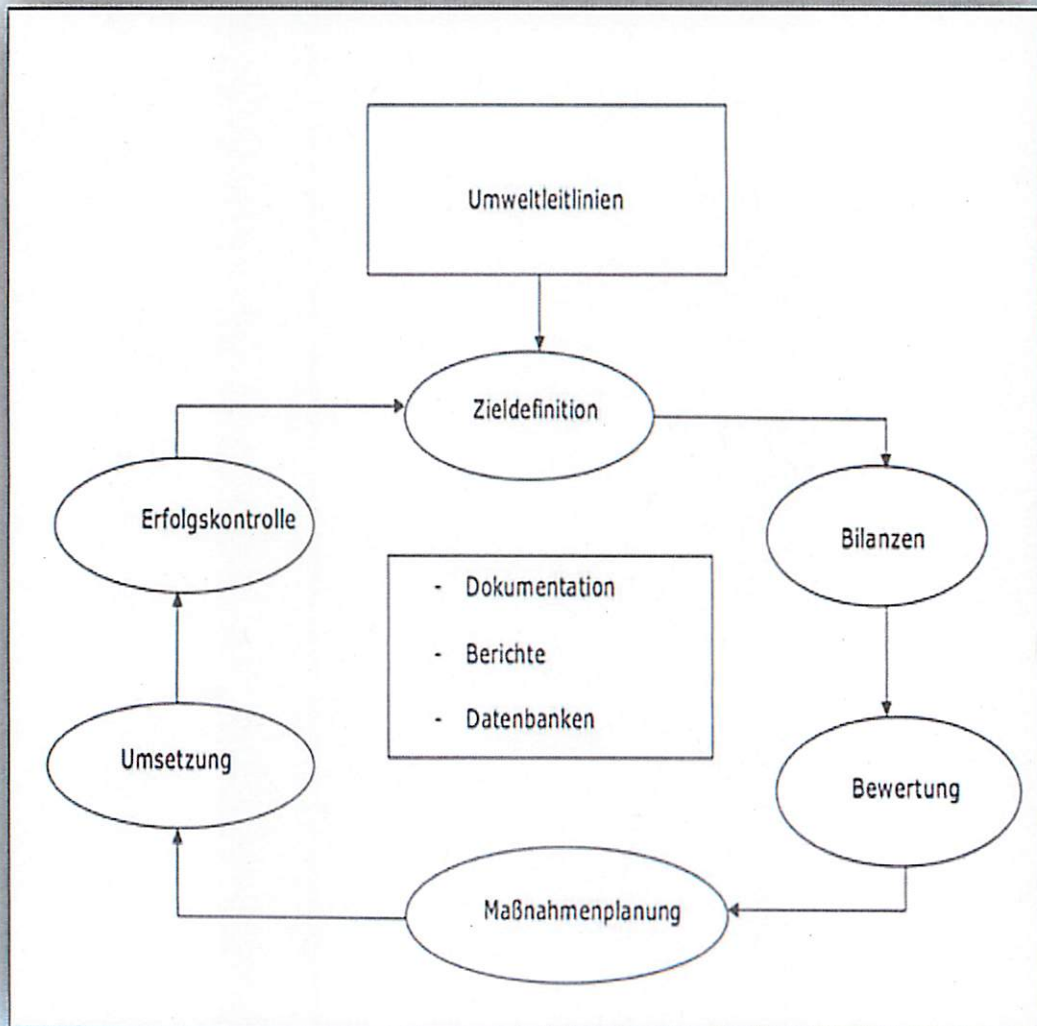 Umweltleitlinien
Zieldefinition
Erfolgskontrolle
Bilanzen
- Dokumentation
- Berichte
- Datenbanken
Umsetzung
Bewertung
Maßnahmenplanung